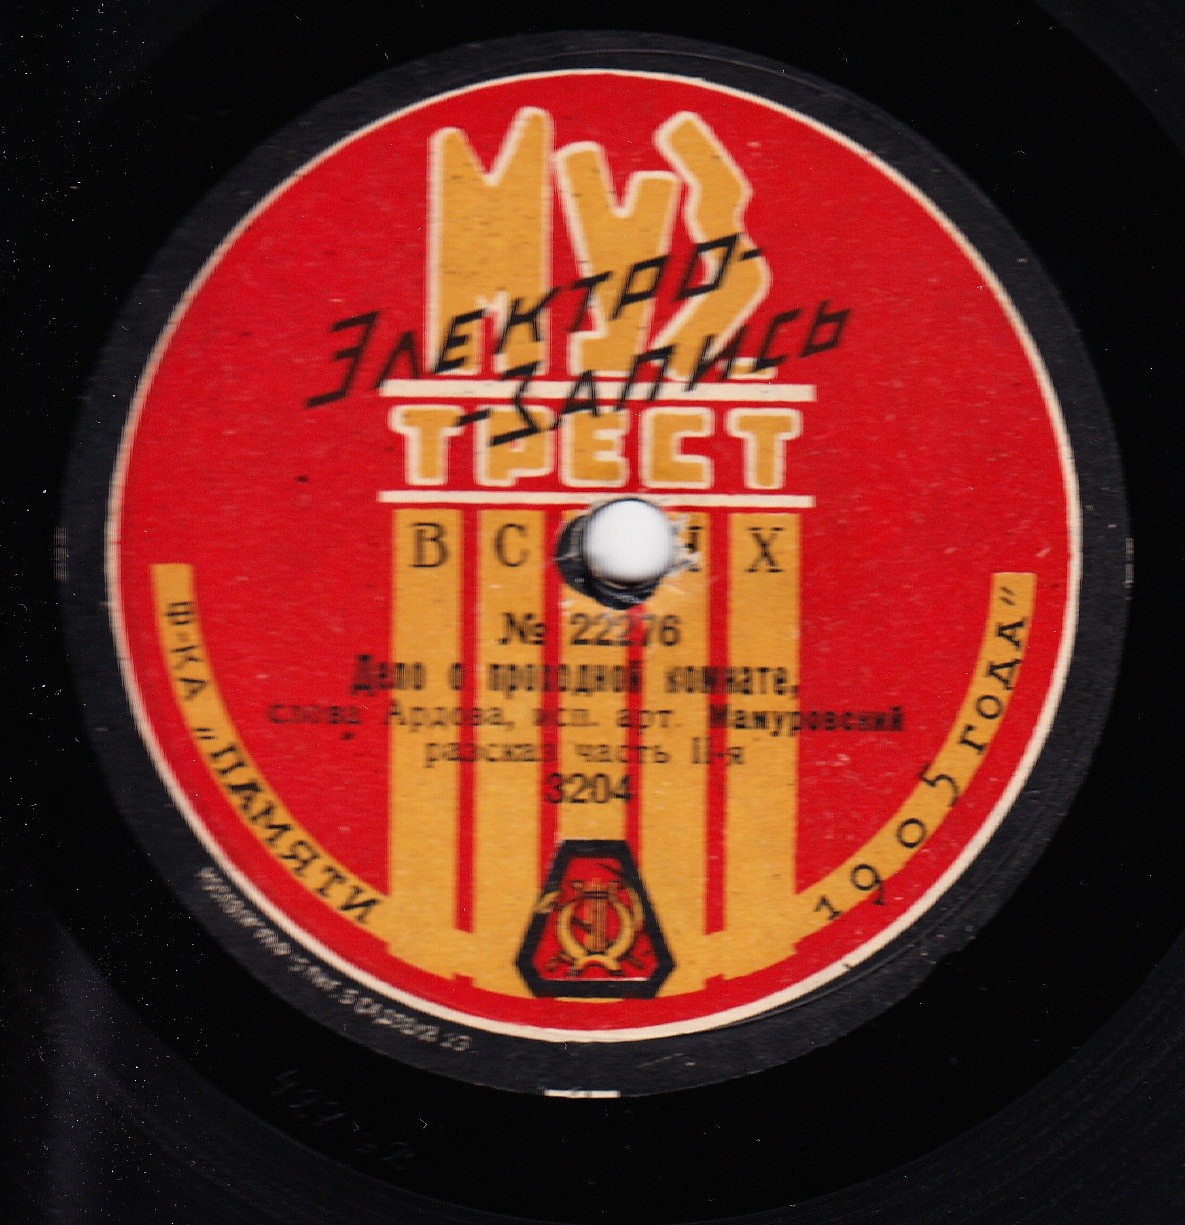 МУЗ
ЭЛЕКТРО-
-ЗАПИСЬ
ТРЕСТ
В С Н Х
№ 22276
Дело о проходной комнате,
слова Ардова, исп. арт. Мамуровский
рассказ часть II-я
3204
Ф-КА „ПАМЯТИ
1905 ГОДА"